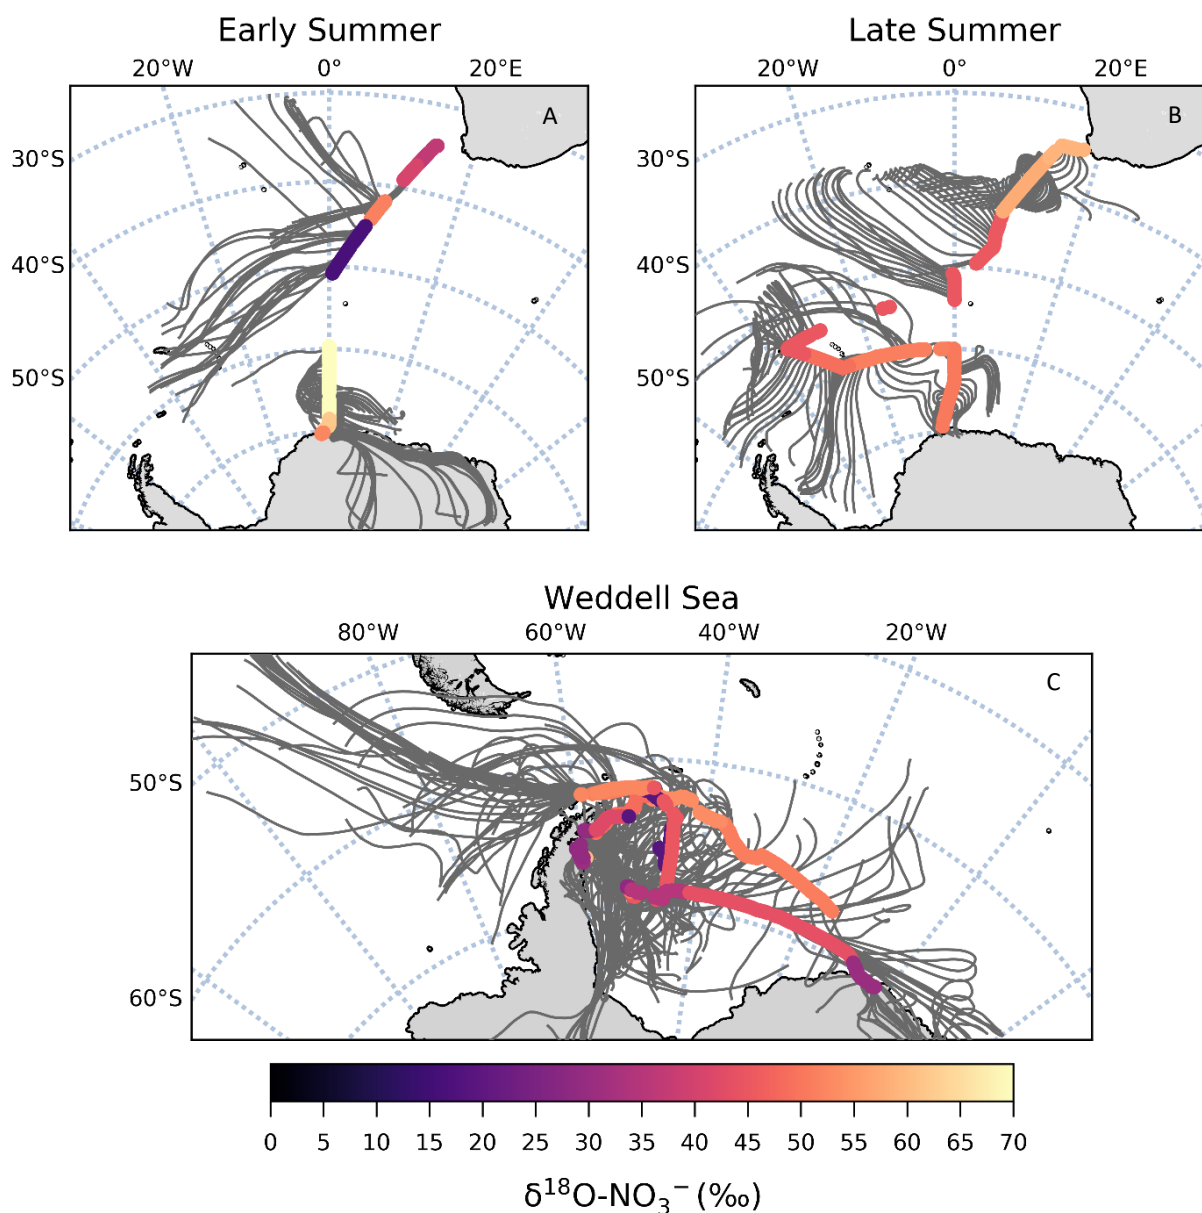 Early Summer
Late Summer
20°W 0° 20°E
20°W 0° 20°E
A
B
30°S
30°S
40°S
40°S
50°S
50°S
Weddell Sea
80°W 60°W 40°W 20°W
C
50°S
60°S
0 5 10 15 20 25 30 35 40 45 50 55 60 65 70
δ¹⁸O-NO₃⁻ (‰)